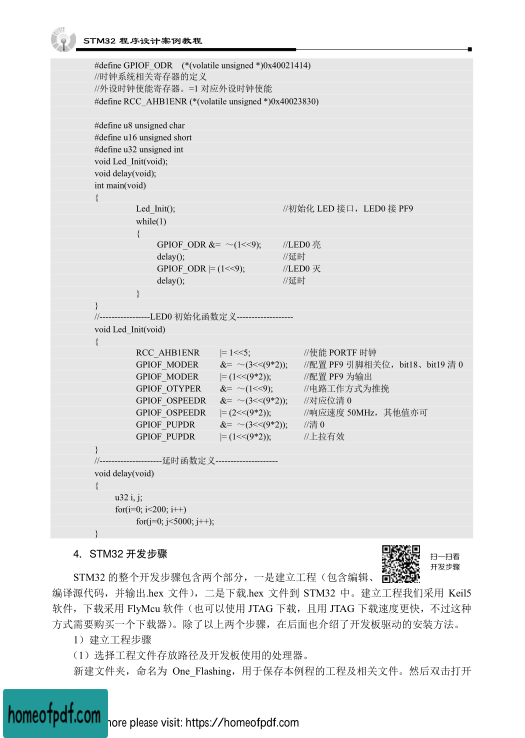 STM32 程序设计案例教程
#define GPIOF_ODR (*(volatile unsigned *)0x40021414)
//时钟系统相关寄存器的定义
//外设时钟使能寄存器。=1 对应外设时钟使能
#define RCC_AHB1ENR (*(volatile unsigned *)0x40023830)
#define u8 unsigned char
#define u16 unsigned short
#define u32 unsigned int
void Led_Init(void);
void delay(void);
int main(void)
{
Led_Init(); //初始化 LED 接口，LED0 接 PF9
while(1)
{
GPIOF_ODR &= ～(1<<9); //LED0 亮
delay(); //延时
GPIOF_ODR |= (1<<9); //LED0 灭
delay(); //延时
}
}
//-----------------LED0 初始化函数定义-------------------
void Led_Init(void)
{
RCC_AHB1ENR |= 1<<5; //使能 PORTF 时钟
GPIOF_MODER &= ～(3<<(9*2)); //配置 PF9 引脚相关位，bit18、bit19 清 0
GPIOF_MODER |= (1<<(9*2)); //配置 PF9 为输出
GPIOF_OTYPER &= ～(1<<9); //电路工作方式为推挽
GPIOF_OSPEEDR &= ～(3<<(9*2)); //对应位清 0
GPIOF_OSPEEDR |= (2<<(9*2)); //响应速度 50MHz，其他值亦可
GPIOF_PUPDR &= ～(3<<(9*2)); //清 0
GPIOF_PUPDR |= (1<<(9*2)); //上拉有效
}
//---------------------延时函数定义---------------------
void delay(void)
{
u32 i, j;
for(i=0; i<200; i++)
for(j=0; j<5000; j++);
}
4．STM32 开发步骤
扫一扫看
开发步骤
STM32 的整个开发步骤包含两个部分，一是建立工程（包含编辑、
编译源代码，并输出.hex 文件），二是下载.hex 文件到 STM32 中。建立工程我们采用 Keil5
软件，下载采用 FlyMcu 软件（也可以使用 JTAG 下载，且用 JTAG 下载速度更快，不过这种
方式需要购买一个下载器）。除了以上两个步骤，在后面也介绍了开发板驱动的安装方法。
1）建立工程步骤
（1）选择工程文件存放路径及开发板使用的处理器。
新建文件夹，命名为 One_Flashing，用于保存本例程的工程及相关文件。然后双击打开
homeofpdf.com
more please visit: https://homeofpdf.com